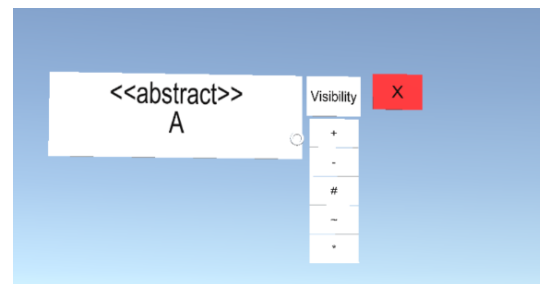 <<abstract>>
A
Visibility
X
+
-
#
~